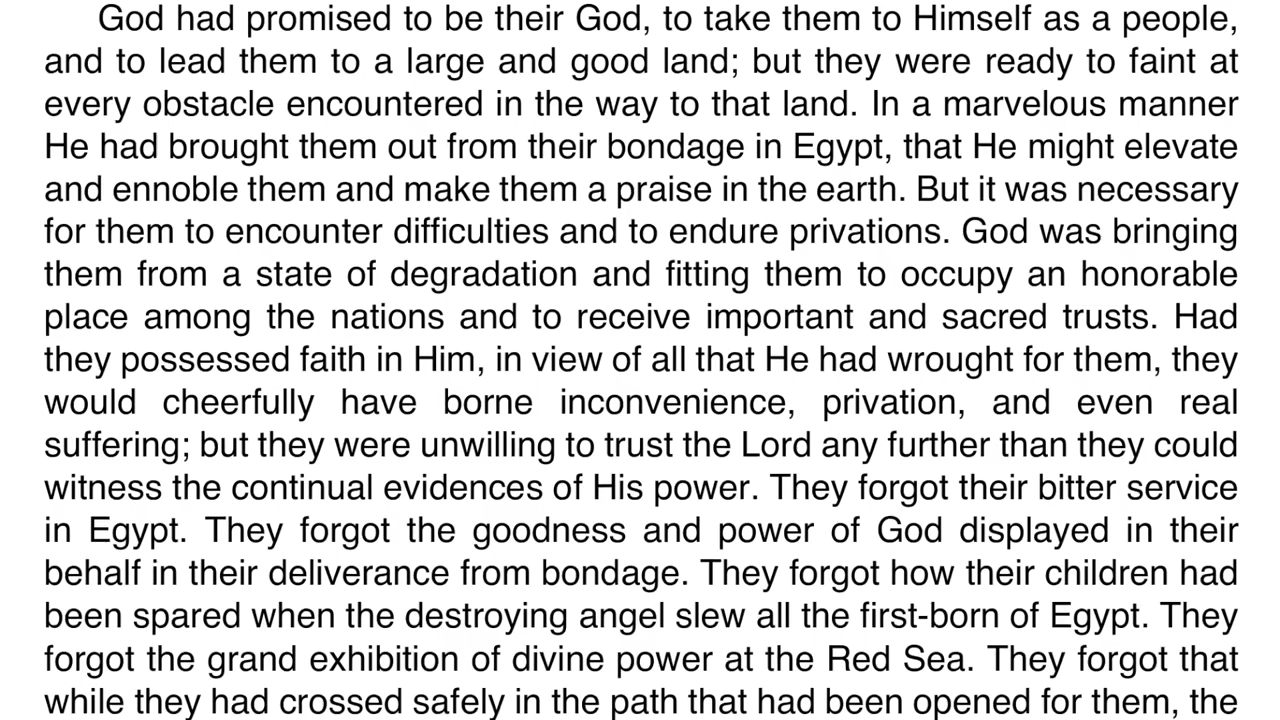 God had promised to be their God, to take them to Himself as a people,
and to lead them to a large and good land; but they were ready to faint at
every obstacle encountered in the way to that land. In a marvelous manner
He had brought them out from their bondage in Egypt, that He might elevate
and ennoble them and make them a praise in the earth. But it was necessary
for them to encounter difficulties and to endure privations. God was bringing
them from a state of degradation and fitting them to occupy an honorable
place among the nations and to receive important and sacred trusts. Had
they possessed faith in Him, in view of all that He had wrought for them, they
would cheerfully have borne inconvenience, privation, and even real
suffering; but they were unwilling to trust the Lord any further than they could
witness the continual evidences of His power. They forgot their bitter service
in Egypt. They forgot the goodness and power of God displayed in their
behalf in their deliverance from bondage. They forgot how their children had
been spared when the destroying angel slew all the first-born of Egypt. They
forgot the grand exhibition of divine power at the Red Sea. They forgot that
while they had crossed safely in the path that had been opened for them, the